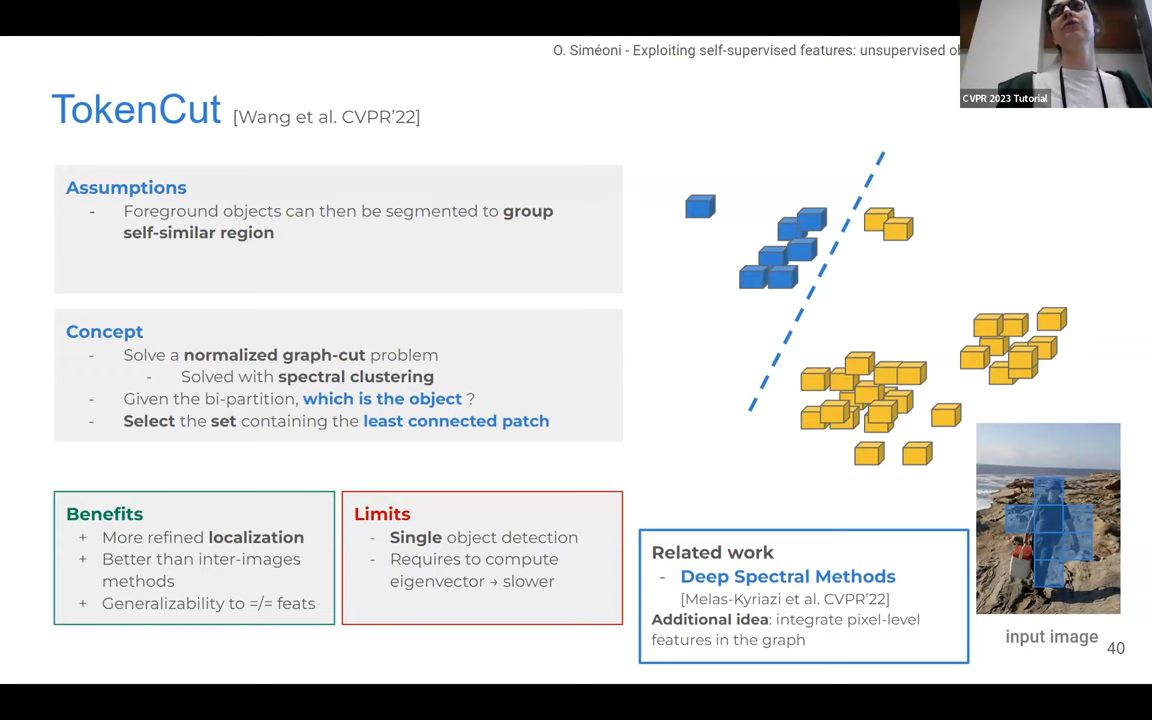 O. Siméoni - Exploiting self-supervised features: unsupervised
CVPR 2023 Tutorial
TokenCut [Wang et al. CVPR’22]
Assumptions
- Foreground objects can then be segmented to group
self-similar region
Concept
- Solve a normalized graph-cut problem
- Solved with spectral clustering
- Given the bi-partition, which is the object ?
- Select the set containing the least connected patch
Benefits
+ More refined localization
+ Better than inter-images
methods
+ Generalizability to =/= feats
Limits
- Single object detection
- Requires to compute
eigenvector → slower
Related work
- Deep Spectral Methods
[Melas-Kyriazi et al. CVPR’22]
Additional idea: integrate pixel-level
features in the graph
input image
40